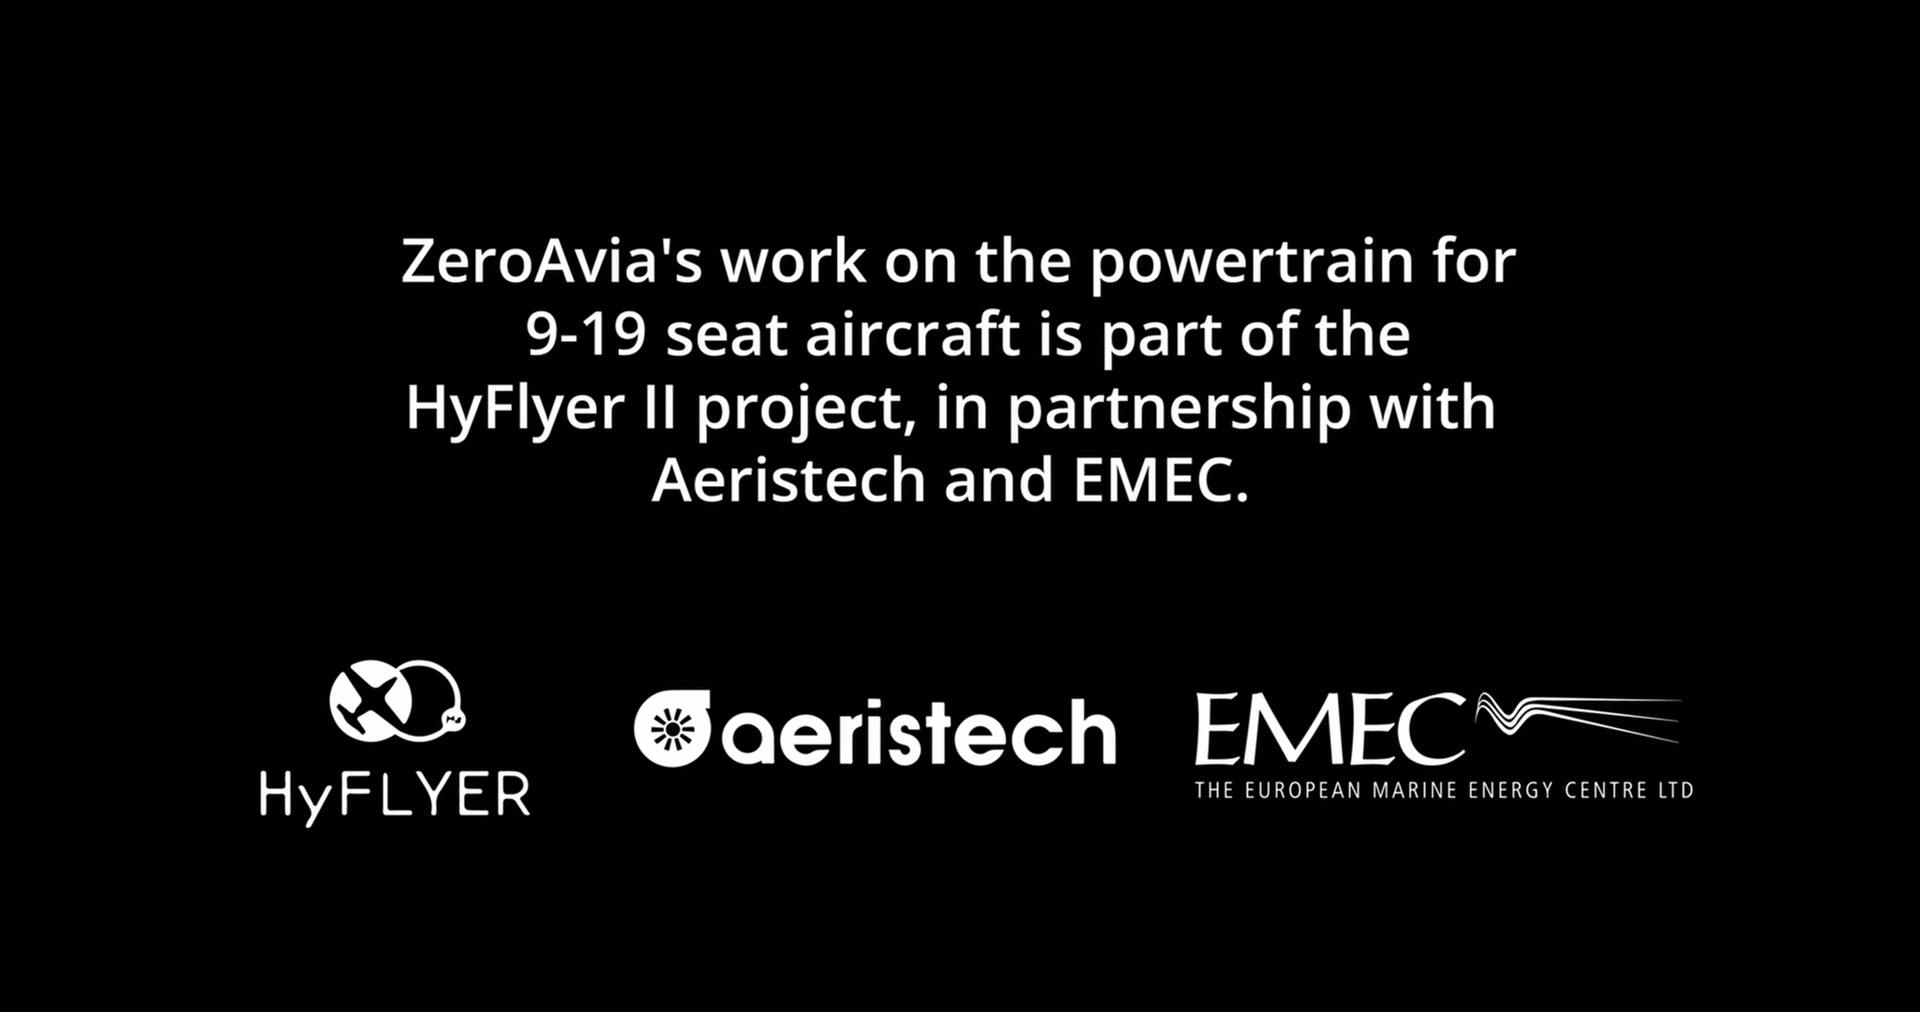 ZeroAvia's work on the powertrain for
9-19 seat aircraft is part of the
HyFlyer II project, in partnership with
Aeristech and EMEC.
HyFLYER
aeristech
EMEC
THE EUROPEAN MARINE ENERGY CENTRE LTD